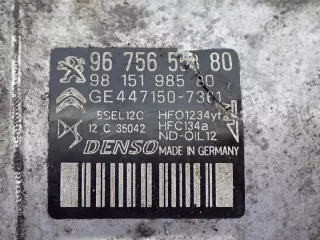 96 756 5 80
98 151 985 80
GE447150-7361
5SEL12C HFO1234yf
12 C 35042 HFC134a
ND-OIL12
DENSO MADE IN GERMANY